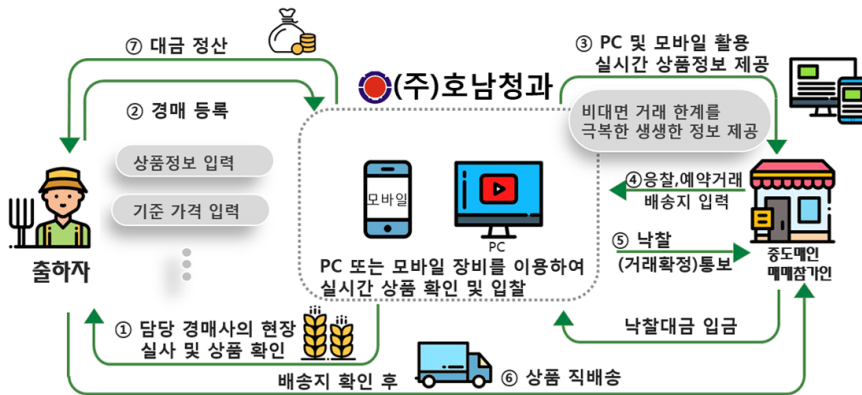 ⑦ 대금 정산
② 경매 등록
상품정보 입력
기준 가격 입력
출하자
(주)호남청과
모바일
PC
PC 또는 모바일 장비를 이용하여
실시간 상품 확인 및 입찰
③ PC 및 모바일 활용
실시간 상품정보 제공
비대면 거래 한계를
극복한 생생한 정보 제공
④응찰,예약거래
배송지 입력
⑤ 낙찰
(거래확정)통보
중도매인
매매참가인
낙찰대금 입금
① 담당 경매사의 현장
실사 및 상품 확인
배송지 확인 후
⑥ 상품 직배송